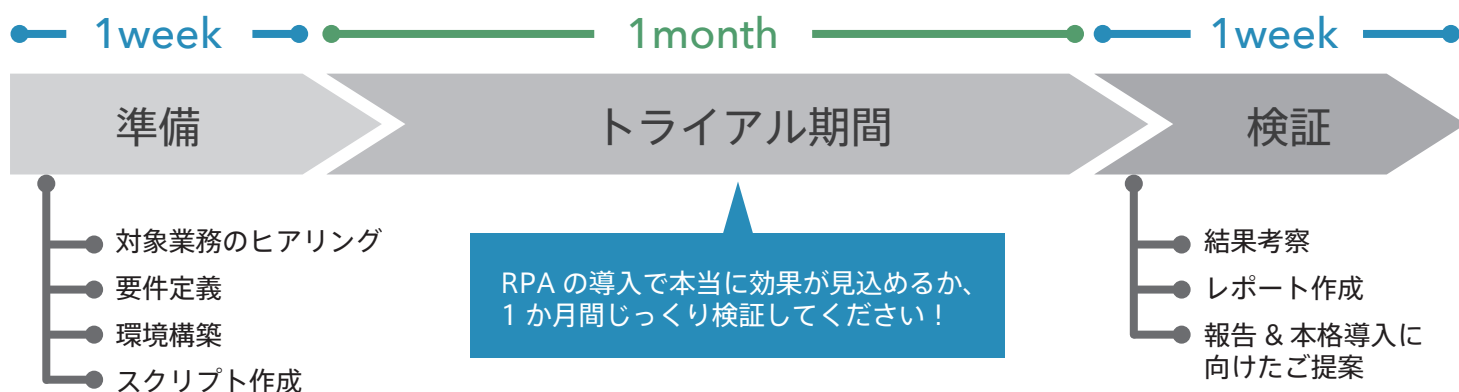 1week
1month
1week
準備
トライアル期間
検証
対象業務のヒアリング
要件定義
環境構築
スクリプト作成
RPA の導入で本当に効果が見込めるか、
1 か月間じっくり検証してください！
結果考察
レポート作成
報告 & 本格導入に
向けたご提案